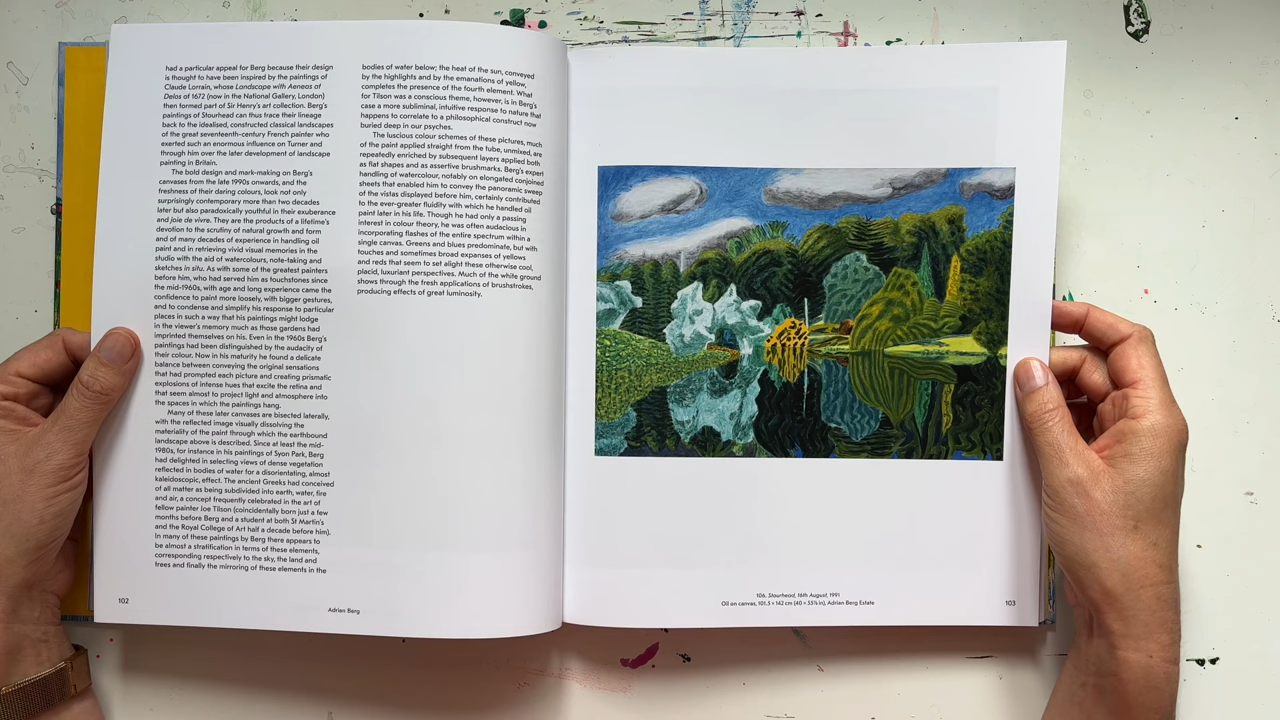 had a particular appeal for Berg because their design
is thought to have been inspired by the paintings of
Claude Lorrain, whose Landscape with Aeneas at
Delos of 1672 (now in the National Gallery, London)
then formed part of Sir Henry's art collection. Berg's
paintings of Stourhead can thus trace their lineage
back to the idealised, constructed classical landscapes
of the great seventeenth-century French painter who
exerted such an enormous influence on Turner and
through him over the later development of landscape
painting in Britain.
The bold design and mark-making on Berg's
canvases from the late 1990s onwards, and the
freshness of their daring colours, look not only
surprisingly contemporary more than two decades
later but also paradoxically youthful in their exuberance
and joie de vivre. They are the products of a lifetime's
devotion to the scrutiny of natural growth and form
and of many decades of experience in handling oil
paint and in retrieving vivid visual memories in the
studio with the aid of watercolours, note-taking and
sketches in situ. As with some of the greatest painters
before him, who had served him as touchstones since
the mid-1960s, with age and long experience came the
confidence to paint more loosely, with bigger gestures,
and to condense and simplify his response to particular
places in such a way that his paintings might lodge
in the viewer's memory much as those gardens had
imprinted themselves on his. Even in the 1960s Berg's
paintings had been distinguished by the audacity of
their colour. Now in his maturity he found a delicate
balance between conveying the original sensations
that had prompted each picture and creating prismatic
explosions of intense hues that excite the retina and
that seem almost to project light and atmosphere into
the spaces in which the paintings hang.
Many of these later canvases are bisected laterally,
with the reflected image visually dissolving the
materiality of the paint through which the earthbound
landscape above is described. Since at least the mid-
1980s, for instance in his paintings of Syon Park, Berg
had delighted in selecting views of dense vegetation
reflected in bodies of water for a disorientating, almost
kaleidoscopic, effect. The ancient Greeks had conceived
of all matter as being subdivided into earth, water, fire
and air, a concept frequently celebrated in the art of
fellow painter Joe Tilson (coincidentally born just a few
months before Berg and a student at both St Martin's
and the Royal College of Art half a decade before him).
In many of these paintings by Berg there appears to
be almost a stratification in terms of these elements,
corresponding respectively to the sky, the land and
trees and finally the mirroring of these elements in the
bodies of water below; the heat of the sun, conveyed
by the highlights and by the emanations of yellow,
completes the presence of the fourth element. What
for Tilson was a conscious theme, however, is in Berg's
case a more subliminal, intuitive response to nature that
happens to correlate to a philosophical construct now
buried deep in our psyches.
The luscious colour schemes of these pictures, much
of the paint applied straight from the tube, unmixed, are
repeatedly enriched by subsequent layers applied both
as flat shapes and as assertive brushmarks. Berg's expert
handling of watercolour, notably on elongated conjoined
sheets that enabled him to convey the panoramic sweep
of the vistas displayed before him, certainly contributed
to the ever-greater fluidity with which he handled oil
paint later in his life. Though he had only a passing
interest in colour theory, he was often audacious in
incorporating flashes of the entire spectrum within a
single canvas. Greens and blues predominate, but with
touches and sometimes broad expanses of yellows
and reds that seem to set alight these otherwise cool,
placid, luxuriant perspectives. Much of the white ground
shows through the fresh applications of brushstrokes,
producing effects of great luminosity.
102
Adrian Berg
106. Stourhead, 16th August, 1991
Oil on canvas, 101.5 × 142 cm (40 × 55⅞ in), Adrian Berg Estate
103